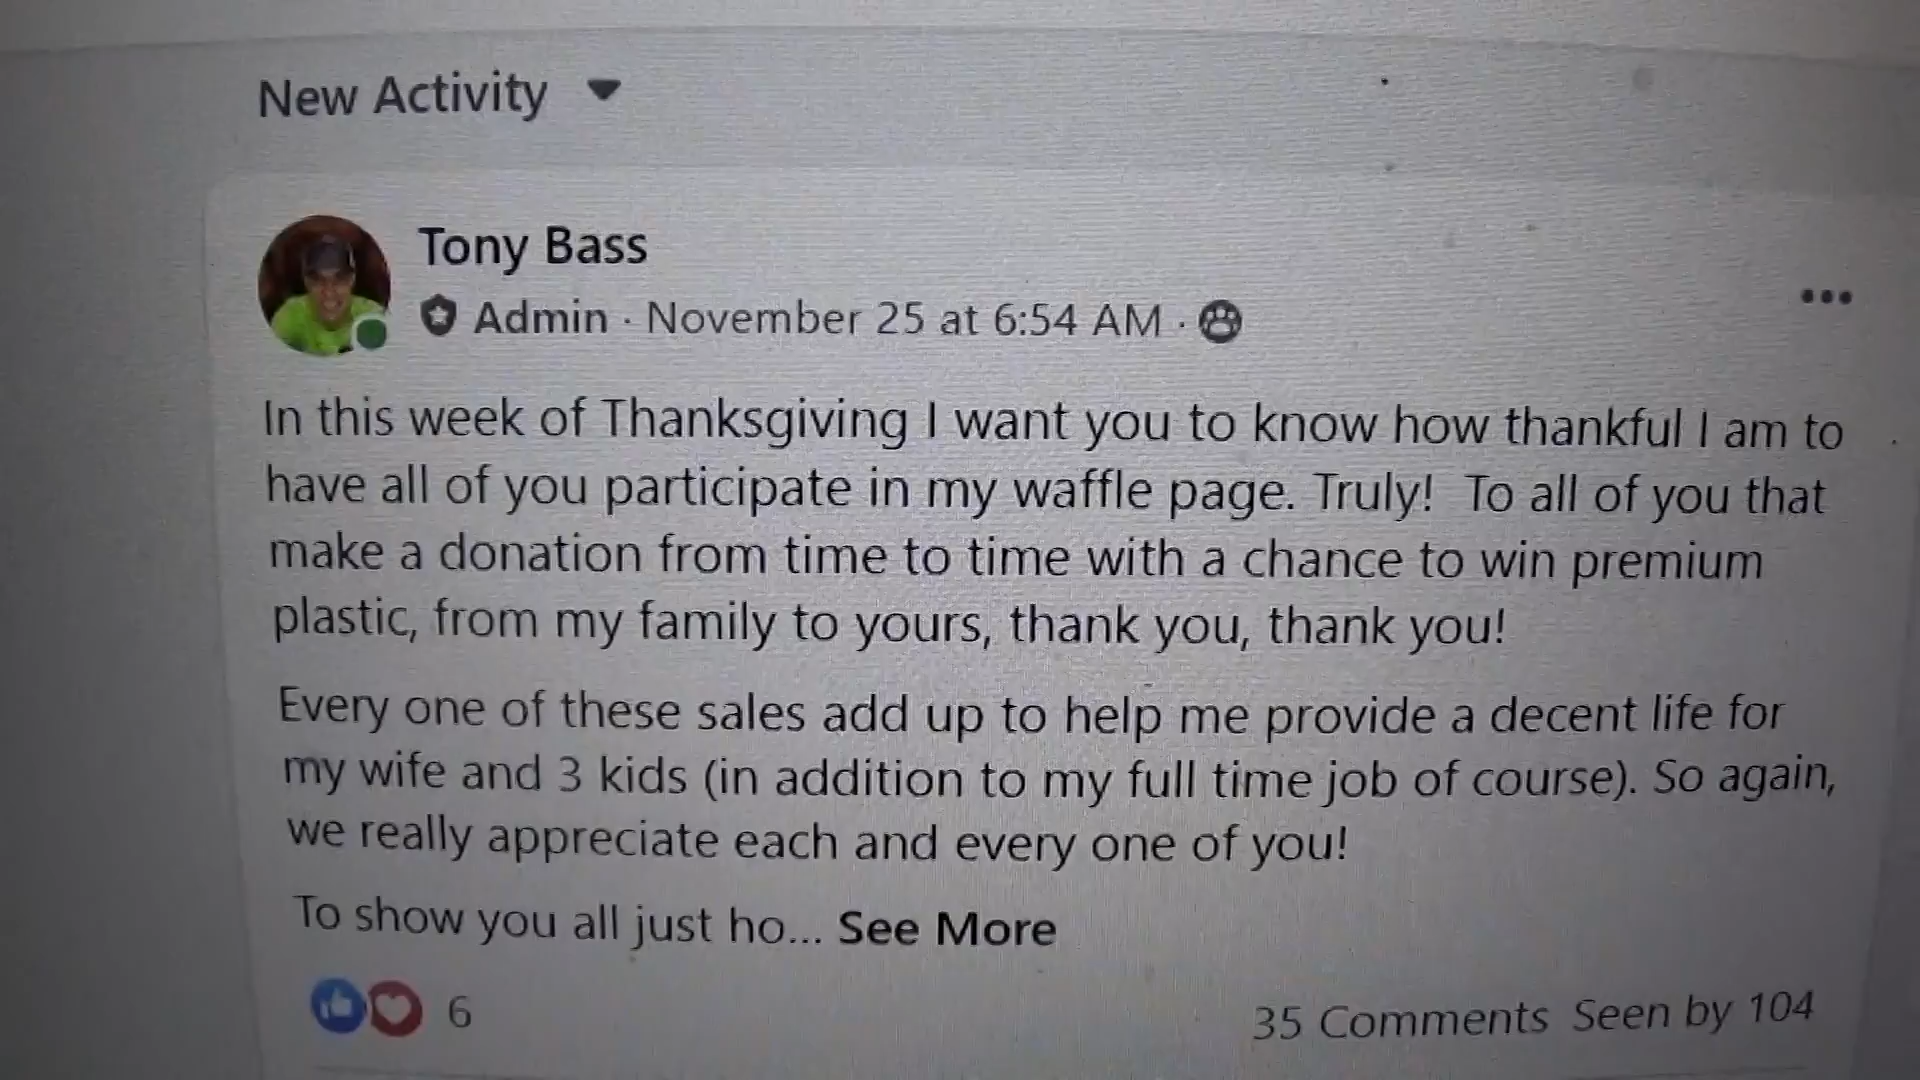 New Activity
Tony Bass
Admin · November 25 at 6:54 AM ·
In this week of Thanksgiving I want you to know how thankful I am to
have all of you participate in my waffle page. Truly!  To all of you that
make a donation from time to time with a chance to win premium
plastic, from my family to yours, thank you, thank you!
Every one of these sales add up to help me provide a decent life for
my wife and 3 kids (in addition to my full time job of course). So again,
we really appreciate each and every one of you!
To show you all just ho... See More
6
35 Comments Seen by 104